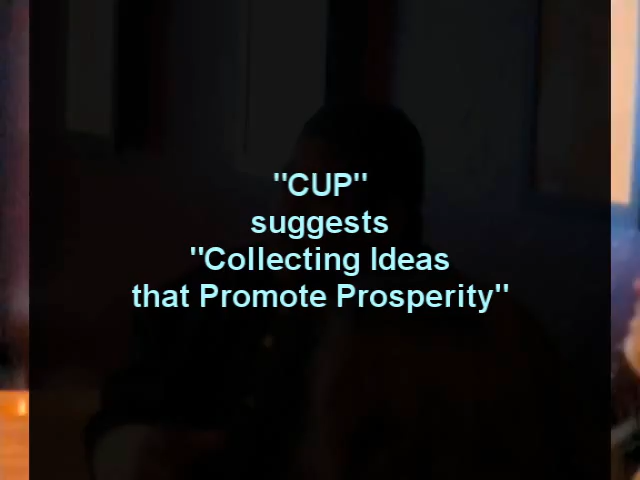 "CUP"
suggests
"Collecting Ideas
that Promote Prosperity"